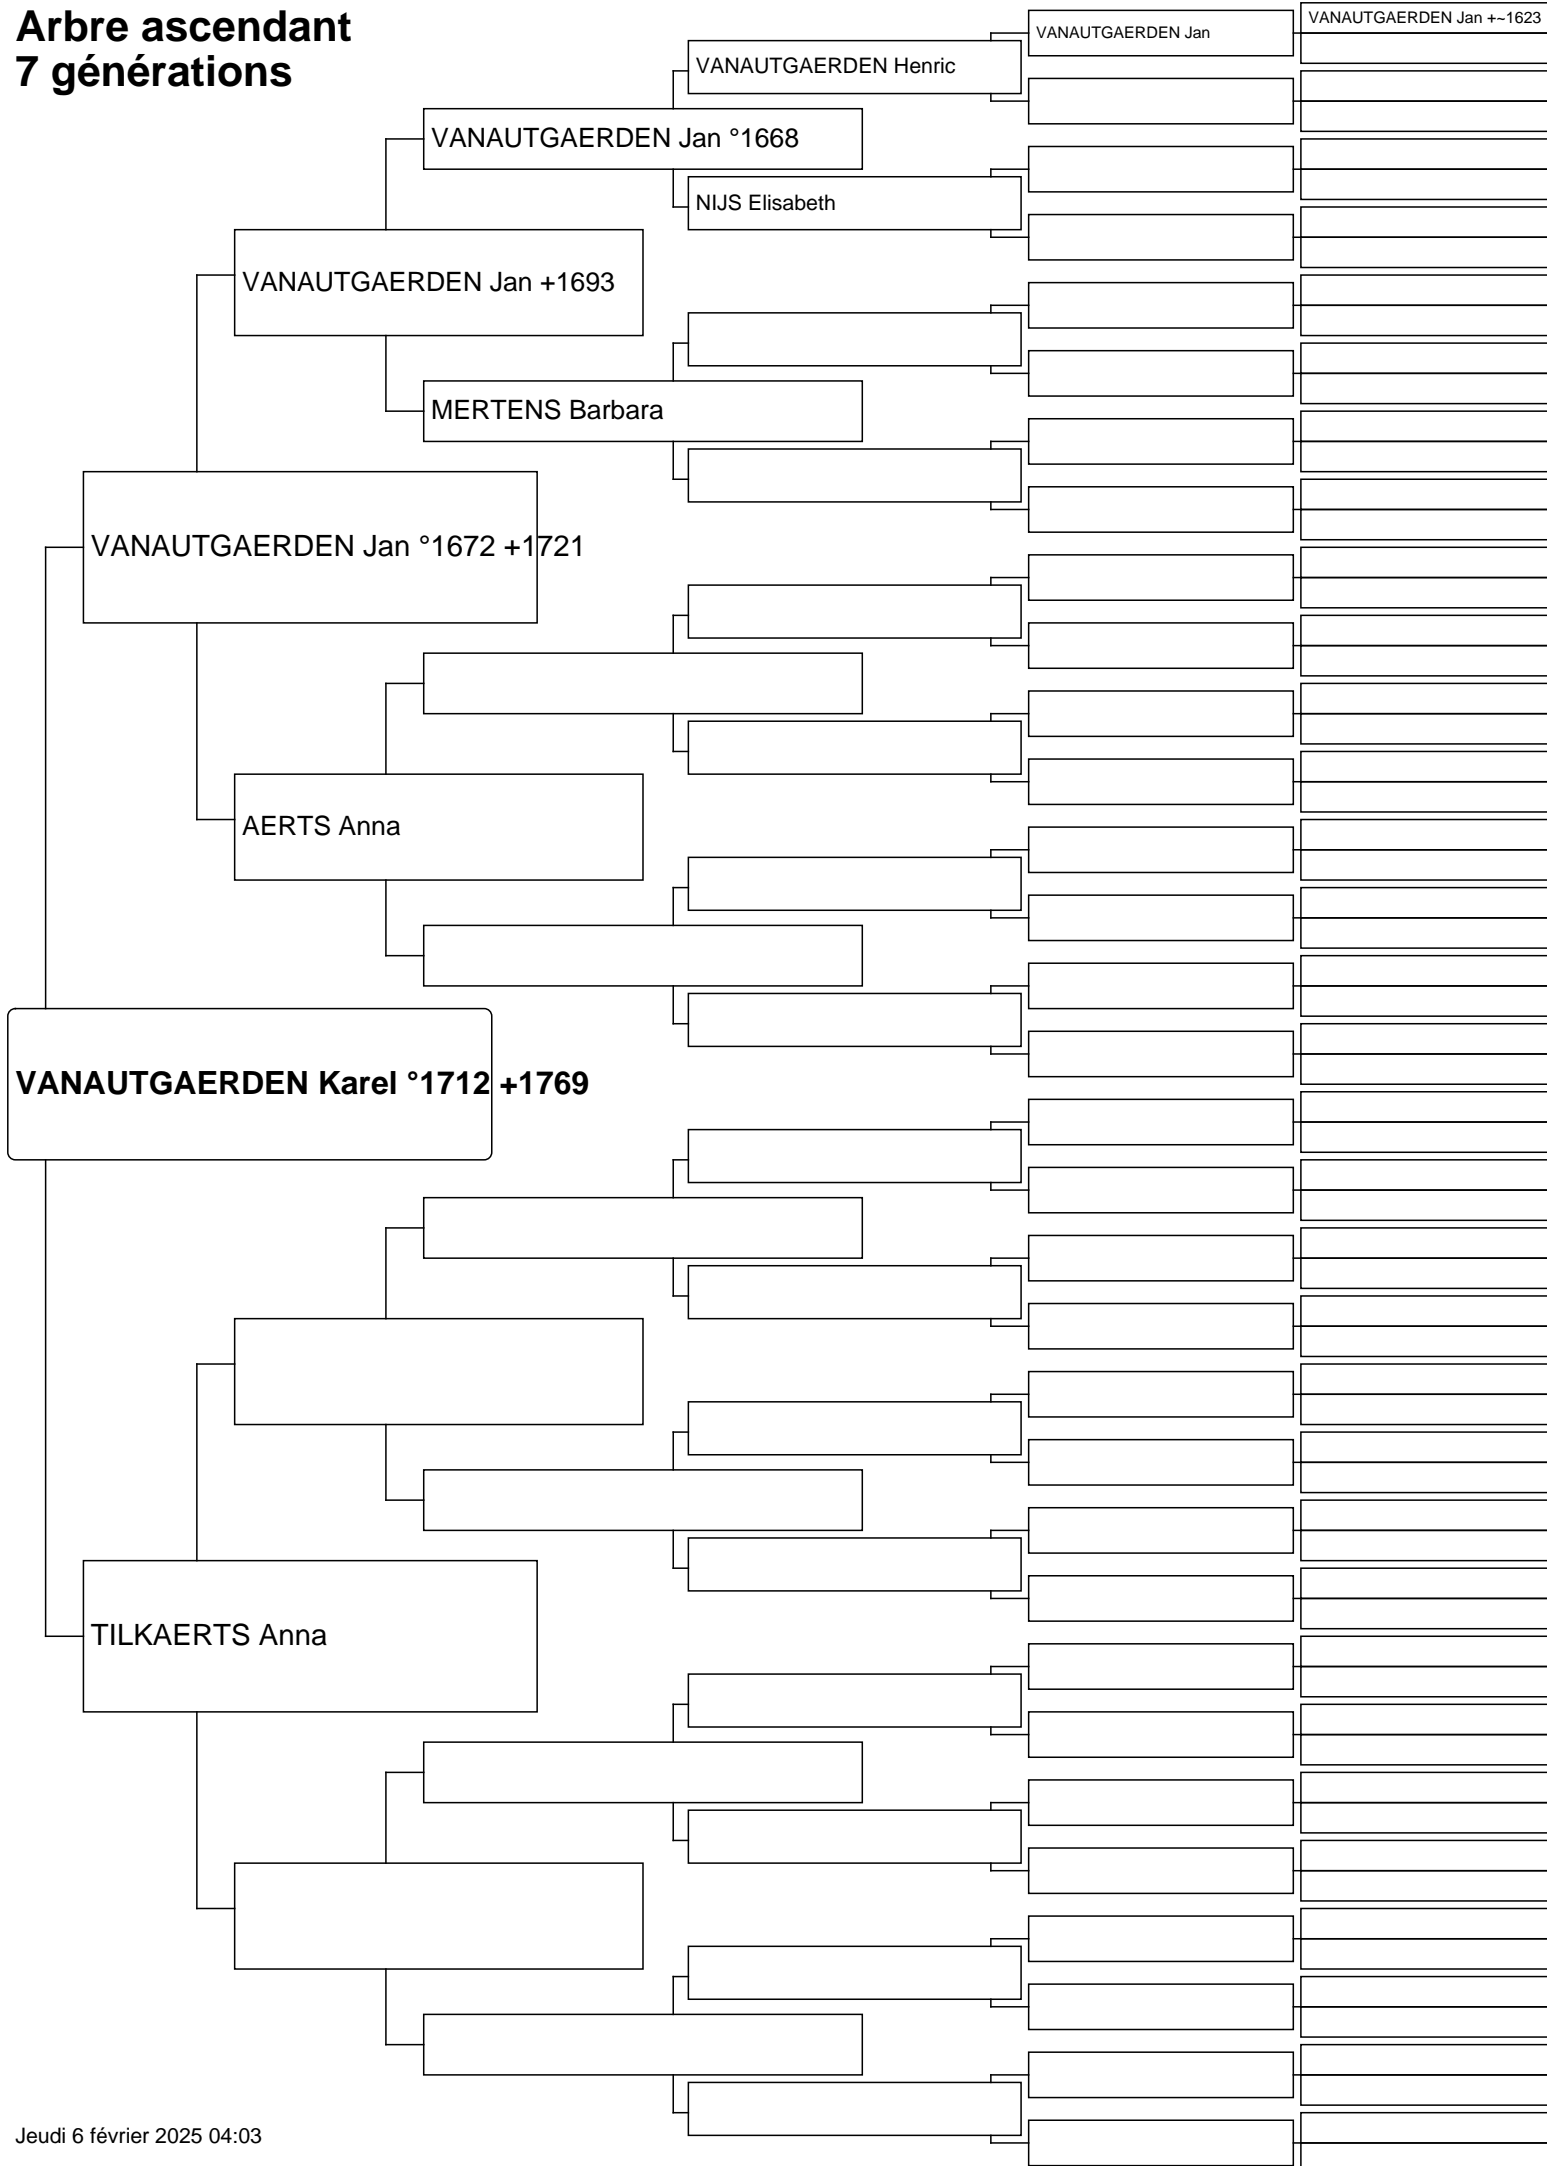 Arbre ascendant
7 générations
VANAUTGAERDEN Jan +~1623
VANAUTGAERDEN Jan
VANAUTGAERDEN Henric
VANAUTGAERDEN Jan °1668
NIJS Elisabeth
VANAUTGAERDEN Jan +1693
MERTENS Barbara
VANAUTGAERDEN Jan °1672 +1721
AERTS Anna
VANAUTGAERDEN Karel °1712 +1769
TILKAERTS Anna
Jeudi 6 février 2025 04:03